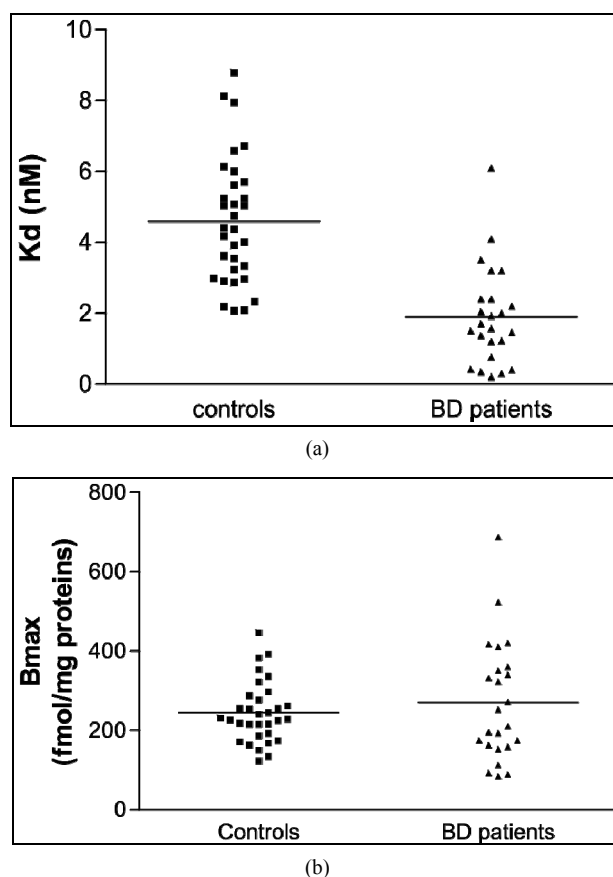 10
8
6
4
2
0
Kd (nM)
controls
BD patients
(a)
800
600
400
200
0
Bmax
(fmol/mg proteins)
Controls
BD patients
(b)